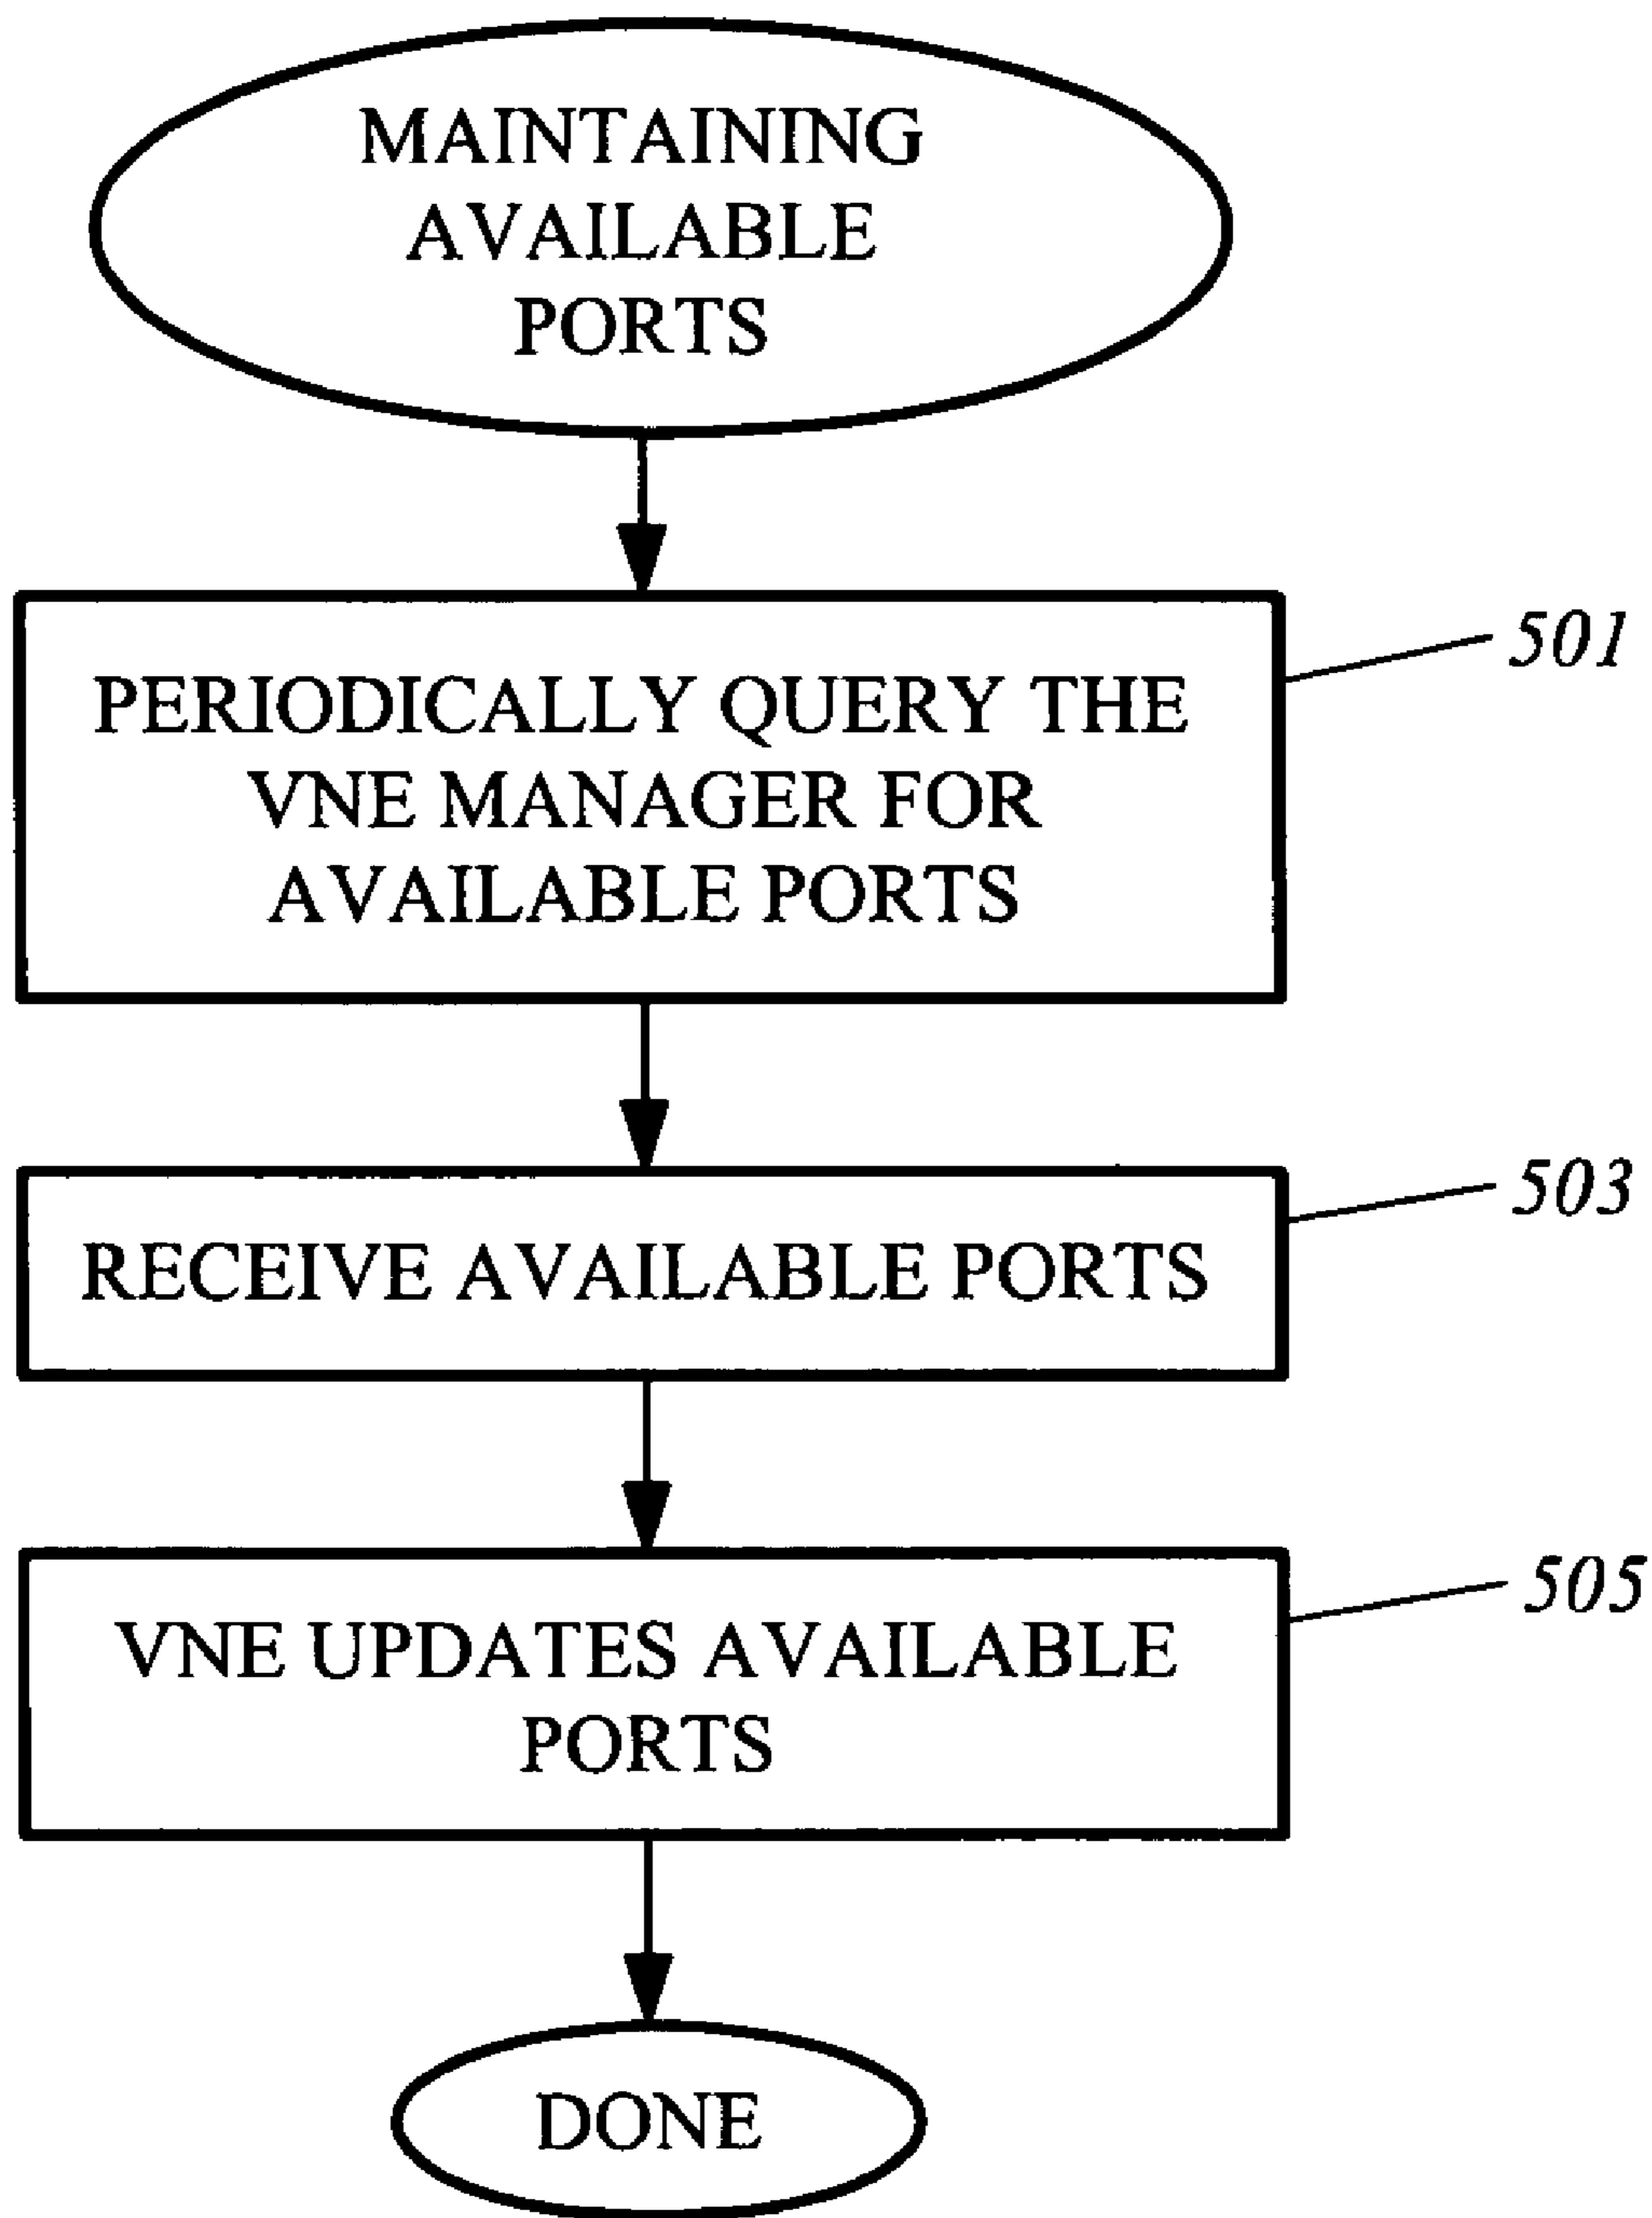 MAINTAINING
AVAILABLE
PORTS
501
PERIODICALLY QUERY THE
VNE MANAGER FOR
AVAILABLE PORTS
503
RECEIVE AVAILABLE PORTS
505
VNE UPDATES AVAILABLE
PORTS
DONE